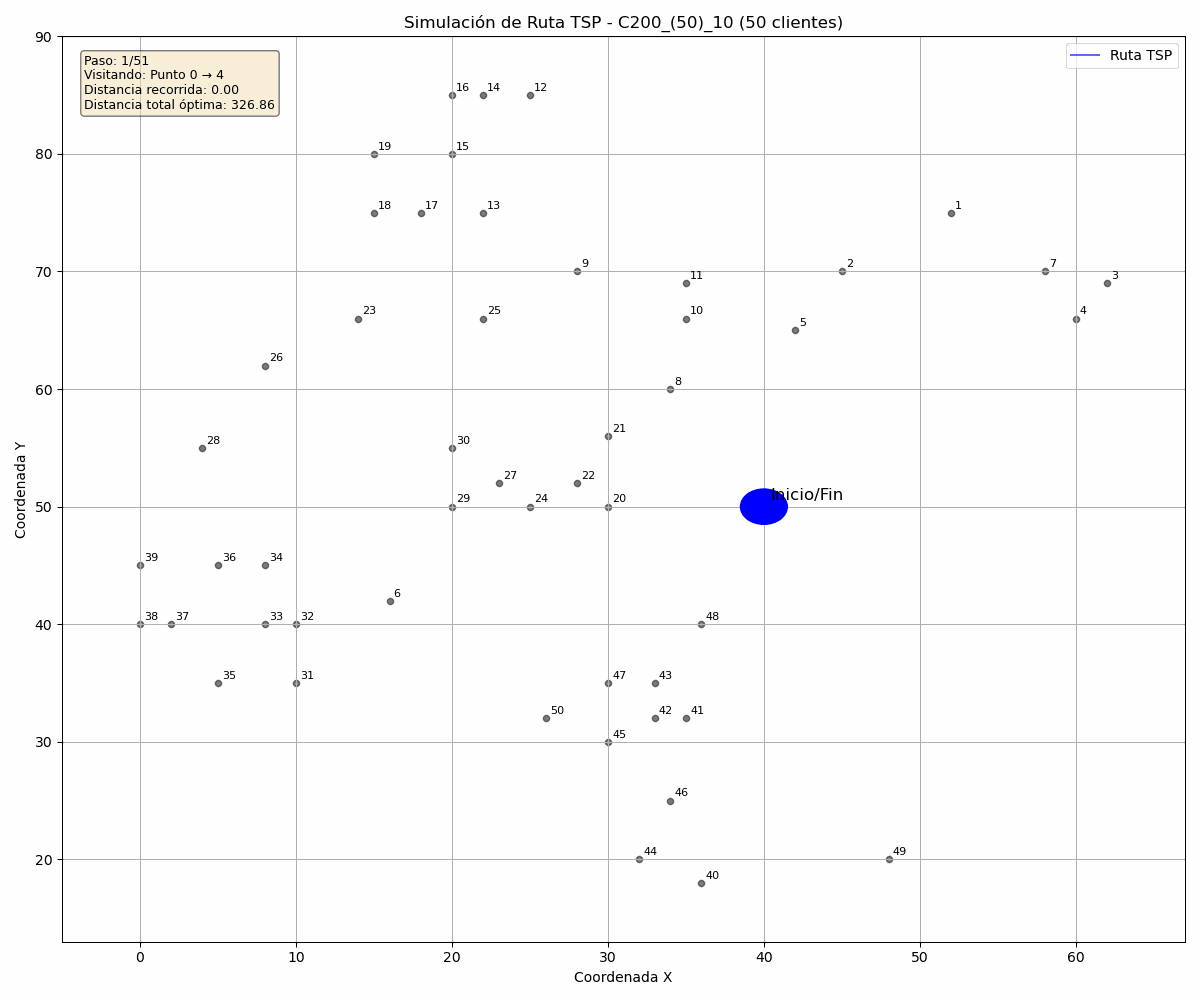 Simulación de Ruta TSP - C200_(50)_10 (50 clientes)
Paso: 1/51
Visitando: Punto 0 → 4
Distancia recorrida: 0.00
Distancia total óptima: 326.86
Ruta TSP
90
16 14 12
19 15
80
18 17 13 1
9 11 2 7 3
70
23 25 10 5 4
26
8
60
28 30 21
27 22
29 24 20 Inicio/Fin
50
39 36 34
6
38 37 33 32 48
40
35 31 47 43
50 42 41
45
30
46
44 49
20
40
0 10 20 30 40 50 60
Coordenada X
Coordenada Y